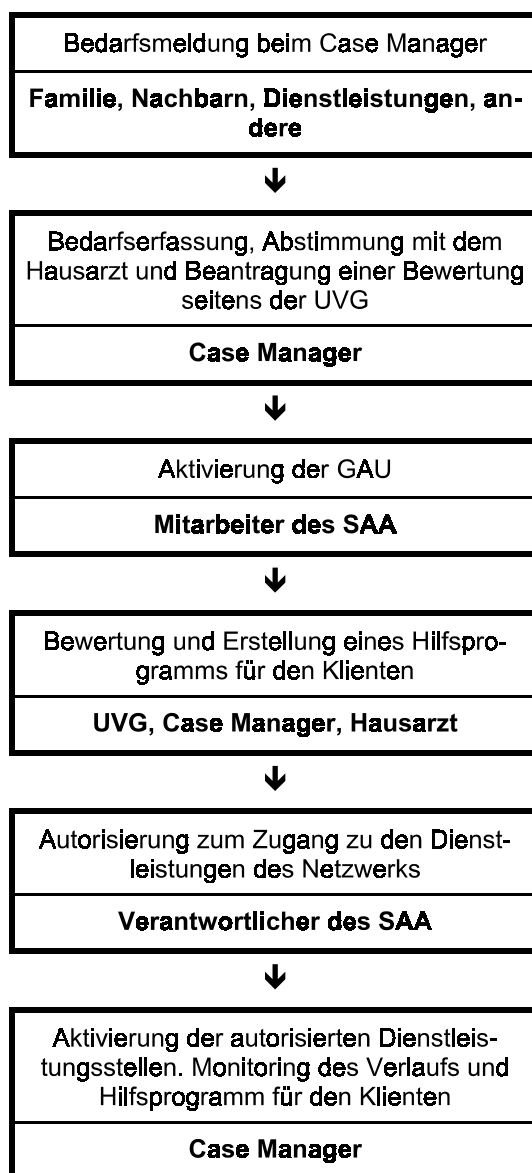 Bedarfsmeldung beim Case Manager
Familie, Nachbarn, Dienstleistungen, an-
dere
Bedarfserfassung, Abstimmung mit dem
Hausarzt und Beantragung einer Bewertung
seitens der UVG
Case Manager
Aktivierung der GAU
Mitarbeiter des SAA
Bewertung und Erstellung eines Hilfspro-
gramms für den Klienten
UVG, Case Manager, Hausarzt
Autorisierung zum Zugang zu den Dienst-
leistungen des Netzwerks
Verantwortlicher des SAA
Aktivierung der autorisierten Dienstleis-
tungsstellen. Monitoring des Verlaufs und
Hilfsprogramm für den Klienten
Case Manager